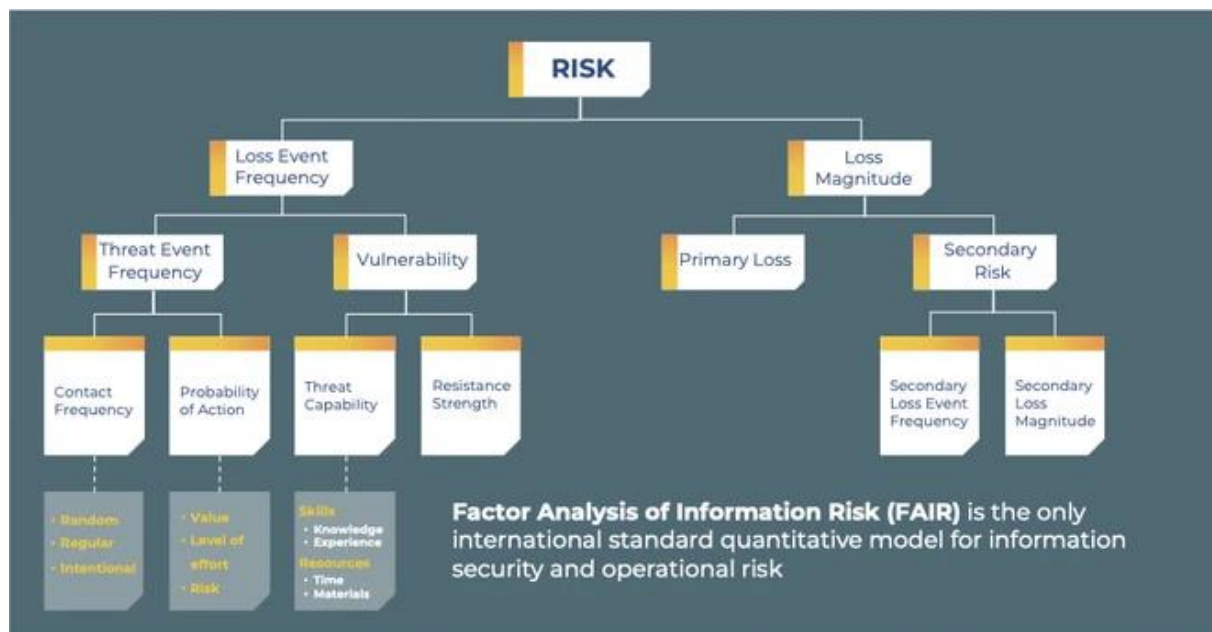 RISK
Loss Event
Frequency
Loss
Magnitude
Threat Event
Frequency
Vulnerability
Primary Loss
Secondary
Risk
Contact
Frequency
Probability
of Action
Threat
Capability
Resistance
Strength
Secondary
Loss Event
Frequency
Secondary
Loss
Magnitude
• Random
• Regular
• Intentional
• Value
• Level of
effort
• Risk
Skills
• Knowledge
• Experience
Resources
• Time
• Materials
Factor Analysis of Information Risk (FAIR) is the only
international standard quantitative model for information
security and operational risk